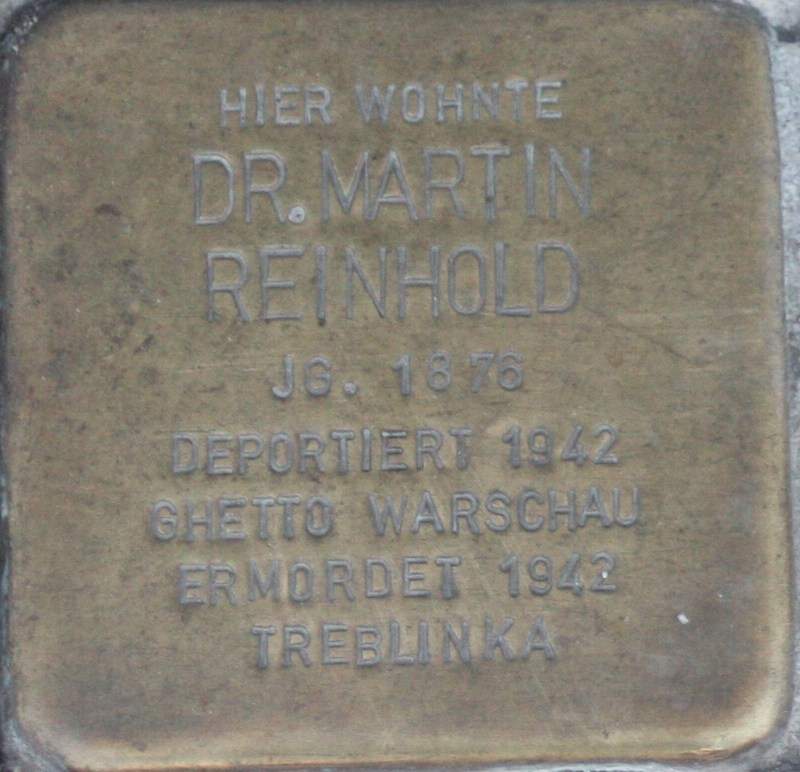 HIER WOHNTE
DR. MARTIN
REINHOLD
JG. 1876
DEPORTIERT 1942
GHETTO WARSCHAU
ERMORDET 1942
TREBLINKA